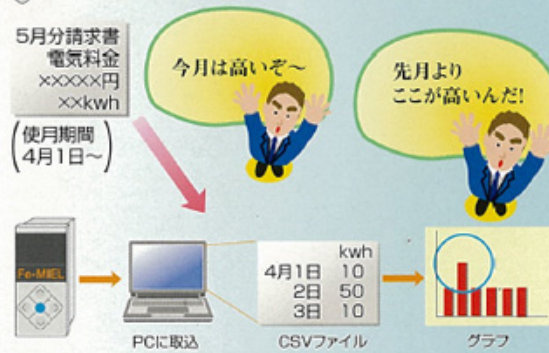 5月分請求書
電気料金
×××××円
××kwh
(使月期間
4月1日〜)
今月は高いぞ〜
先月より
ここが高いんだ!
Fe-MIEL
kwh
4月1日 10
2日 50
3日 10
PCに取込
CSVファイル
グラフ